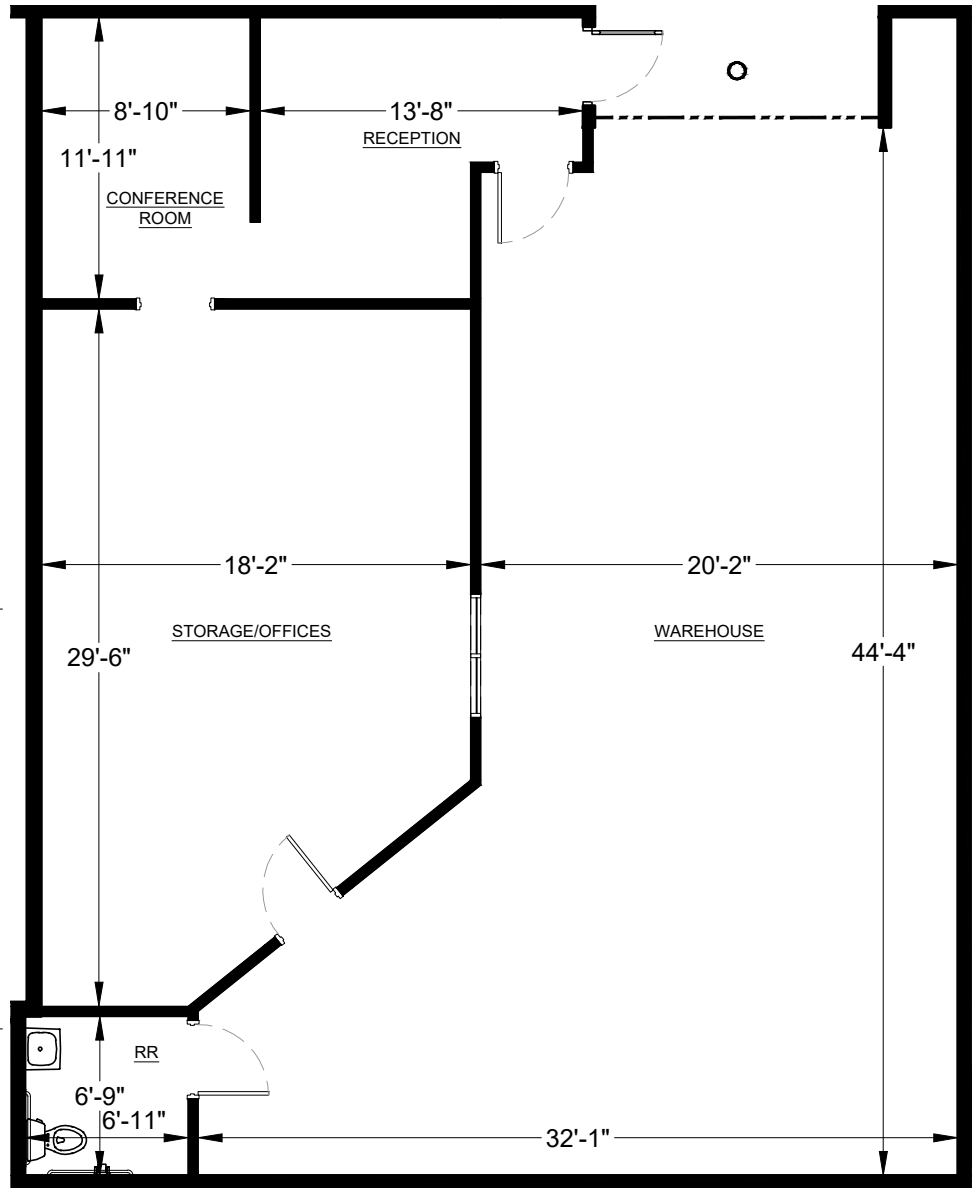 8'-10"
13'-8"
RECEPTION
11'-11"
CONFERENCE
ROOM
18'-2"
20'-2"
STORAGE/OFFICES
WAREHOUSE
29'-6"
44'-4"
RR
6'-9"
6'-11"
32'-1"